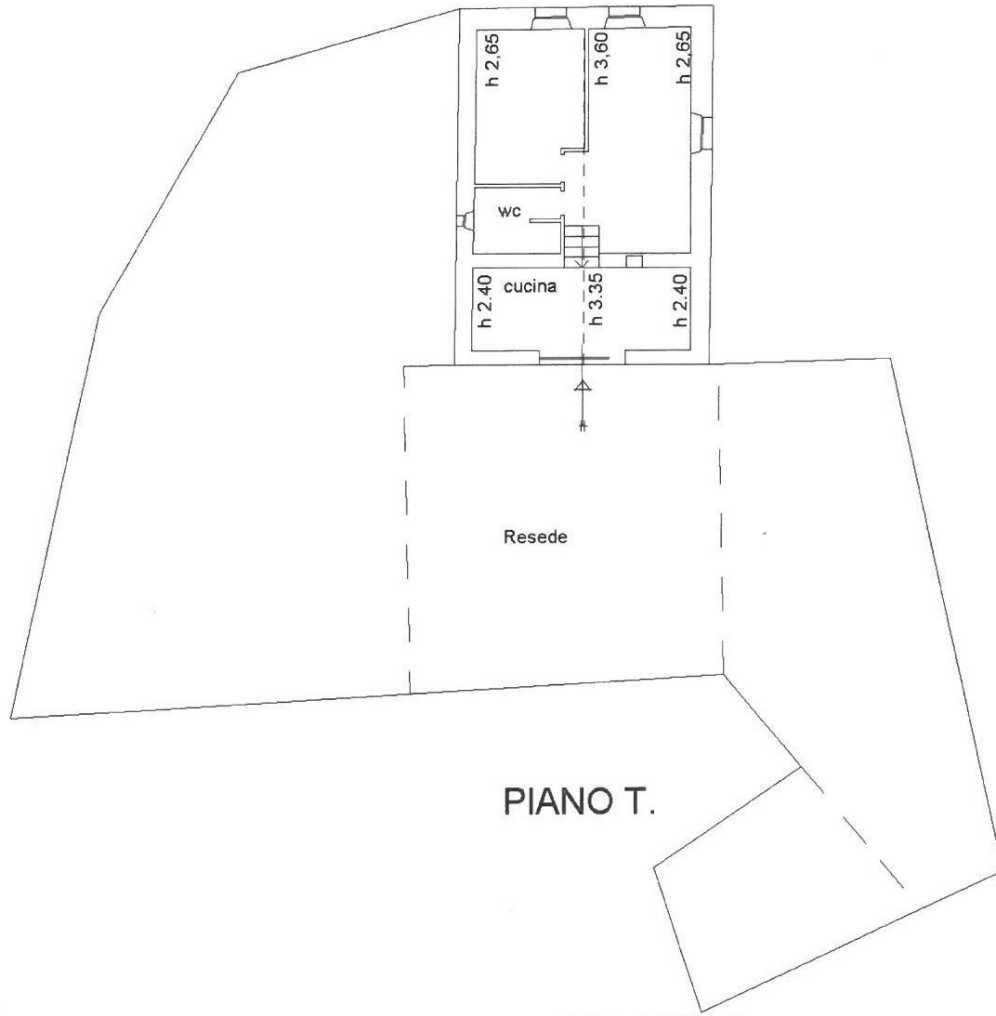 h 2,65
h 3,60
h 2,65
wc
h 2.40
cucina
h 3.35
h 2.40
Resede
PIANO T.